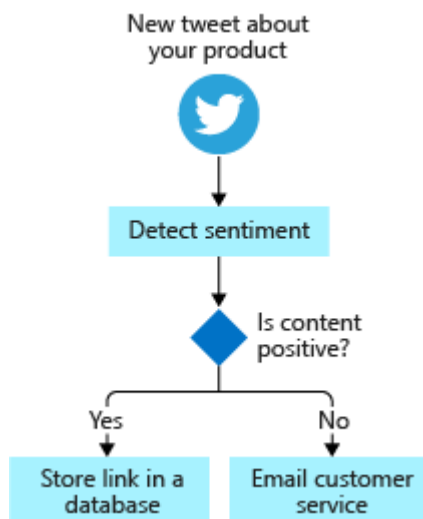 New tweet about
your product
Detect sentiment
Is content
positive?
Yes
No
Store link in a
database
Email customer
service